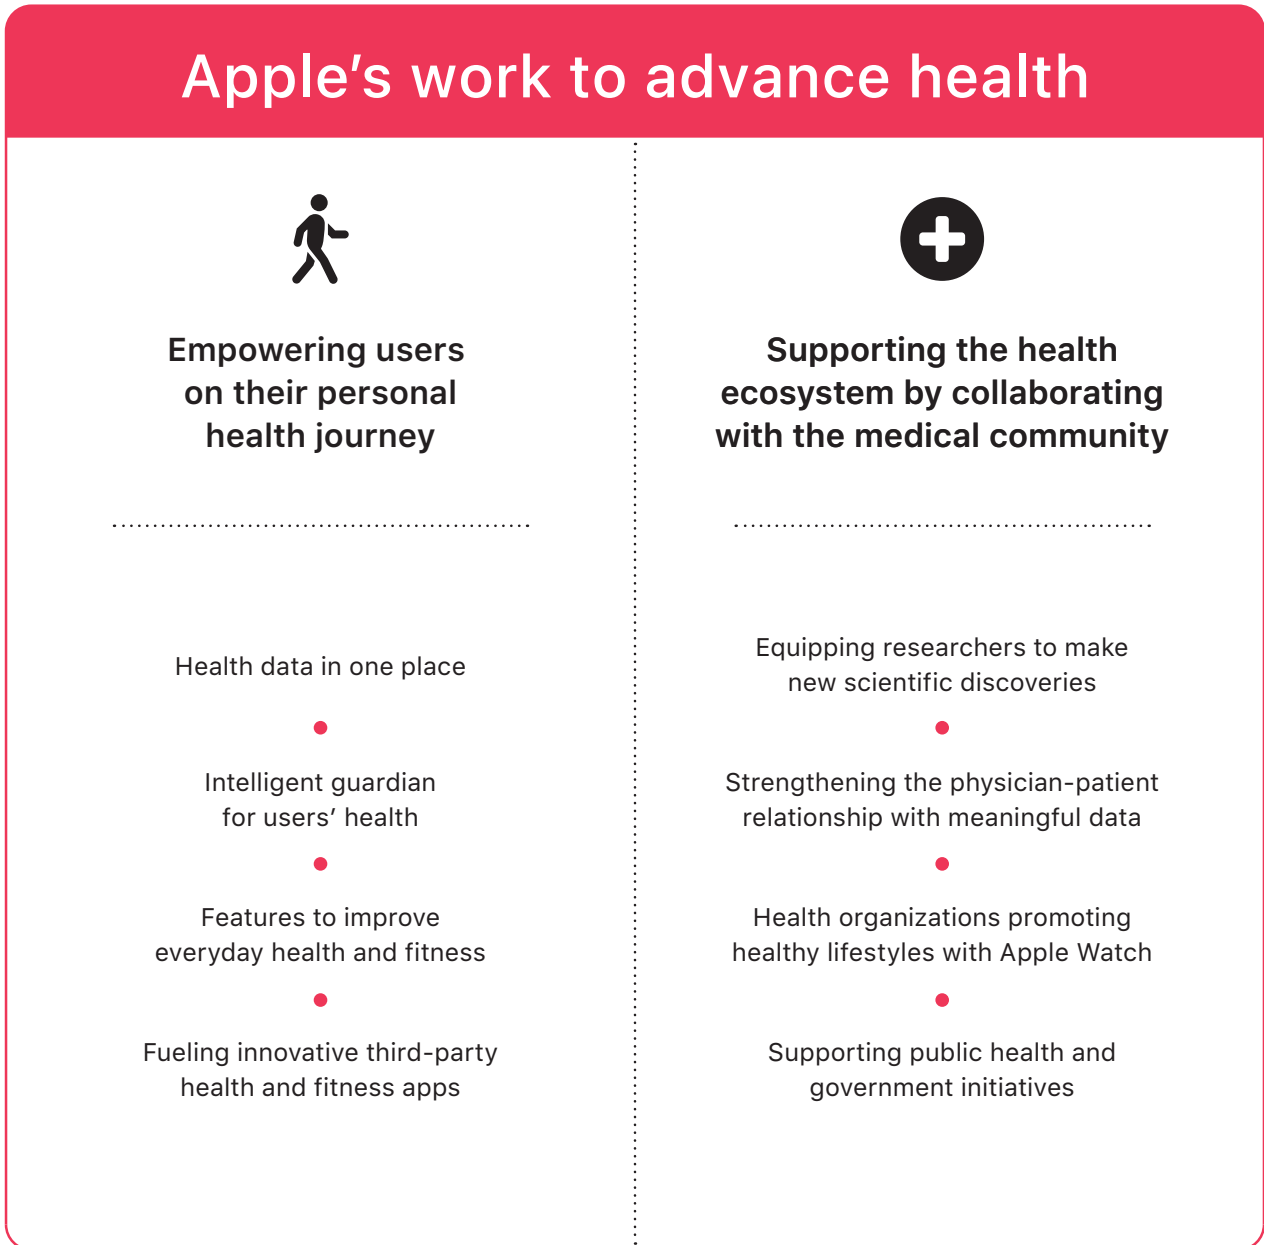 Apple’s work to advance health
Empowering users
on their personal
health journey
Health data in one place
Intelligent guardian
for users’ health
Features to improve
everyday health and fitness
Fueling innovative third-party
health and fitness apps
Supporting the health
ecosystem by collaborating
with the medical community
Equipping researchers to make
new scientific discoveries
Strengthening the physician-patient
relationship with meaningful data
Health organizations promoting
healthy lifestyles with Apple Watch
Supporting public health and
government initiatives